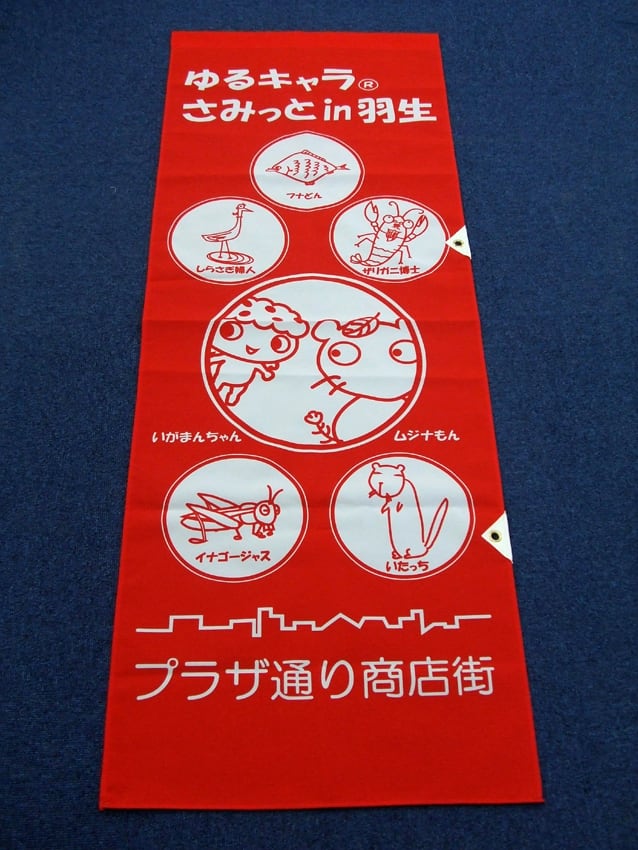 ゆるキャラ®
さみっとin羽生
フナどん
しらさぎ婦人
ザリガニ博士
いがまんちゃん
ムジナもん
イナゴージャス
いたっち
プラザ通り商店街